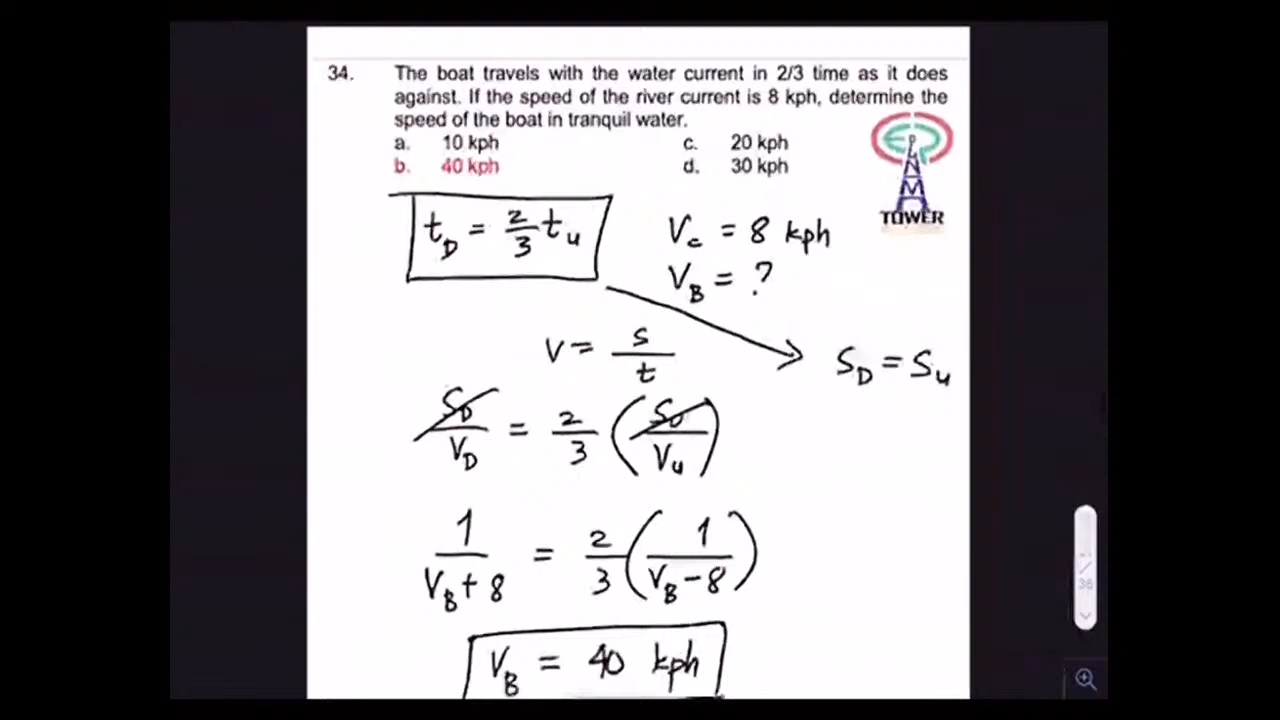 34. The boat travels with the water current in 2/3 time as it does
against. If the speed of the river current is 8 kph, determine the
speed of the boat in tranquil water.
a. 10 kph c. 20 kph
b. 40 kph d. 30 kph
TOWER
t_D = 2/3 t_u
V_c = 8 kph
V_B = ?
V = s/t
S_D = S_u
S_D/V_D = 2/3 (S_D/V_u)
1/(V_B + 8) = 2/3 (1/(V_B - 8))
V_B = 40 kph
/ 36